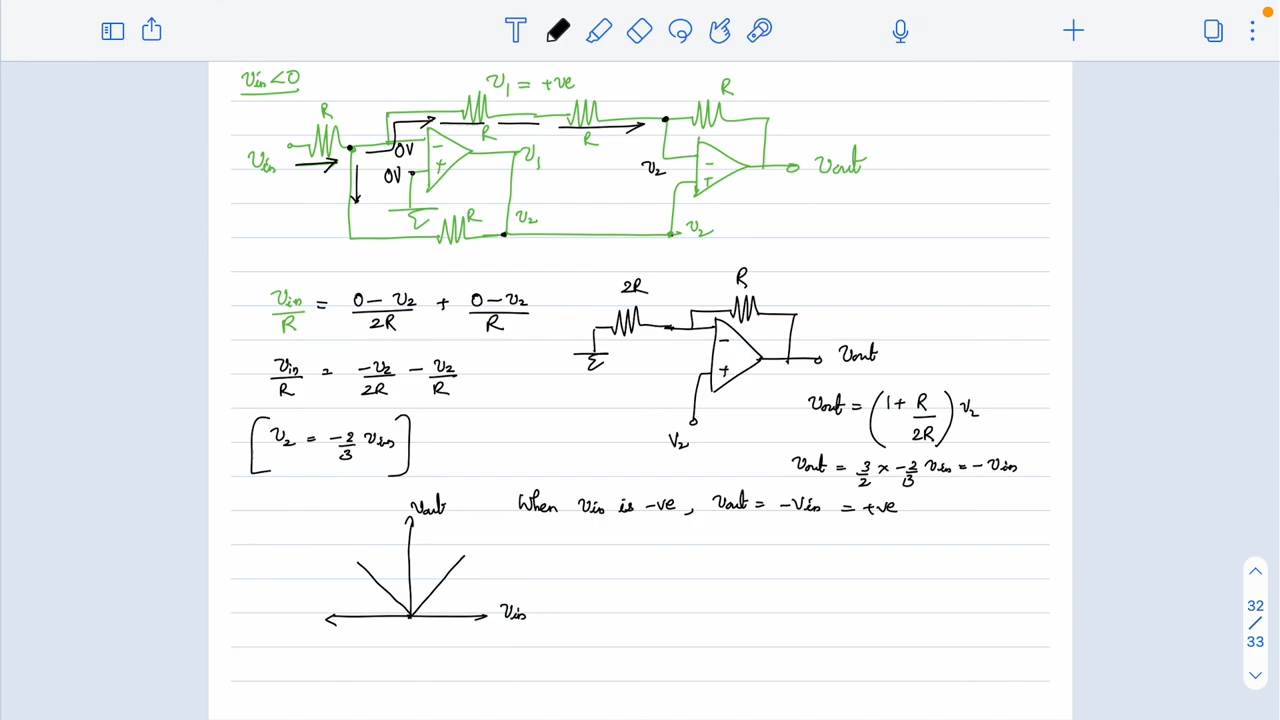 T
Vin<0
V1 = +ve
R
R
R
R
0V
Vin
V1
V2
Vout
0V
R
V2
V2
Vin/R = (0 - V2)/2R + (0 - V2)/R
2R
R
Vin/R = -V2/2R - V2/R
Vout
Vout = (1 + R/2R) V2
[V2 = -2/3 Vin]
V2
Vout = 3/2 x -2/3 Vin = -Vin
Vout
When Vin is -ve, Vout = -Vin = +ve
Vin
32
/
33